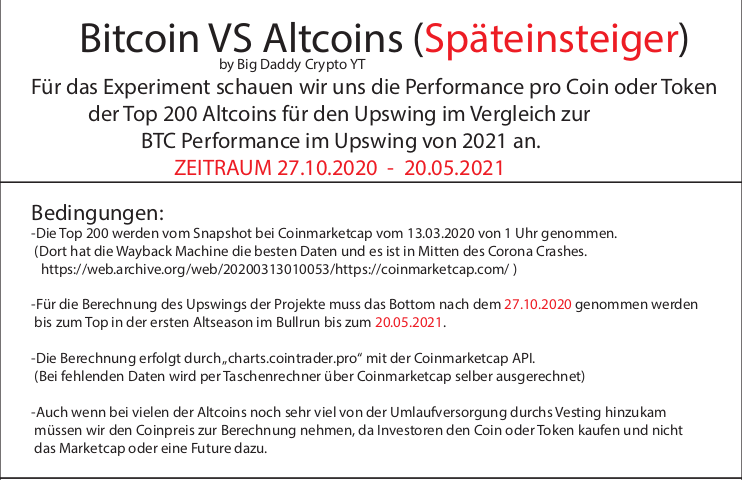 Bitcoin VS Altcoins (Späteinsteiger)
by Big Daddy Crypto YT
Für das Experiment schauen wir uns die Performance pro Coin oder Token
der Top 200 Altcoins für den Upswing im Vergleich zur
BTC Performance im Upswing von 2021 an.
ZEITRAUM 27.10.2020 - 20.05.2021
Bedingungen:
-Die Top 200 werden vom Snapshot bei Coinmarketcap vom 13.03.2020 von 1 Uhr genommen.
(Dort hat die Wayback Machine die besten Daten und es ist in Mitten des Corona Crashes.
https://web.archive.org/web/20200313010053/https://coinmarketcap.com/ )
-Für die Berechnung des Upswings der Projekte muss das Bottom nach dem 27.10.2020 genommen werden
bis zum Top in der ersten Altseason im Bullrun bis zum 20.05.2021.
-Die Berechnung erfolgt durch „charts.cointrader.pro“ mit der Coinmarketcap API.
(Bei fehlenden Daten wird per Taschenrechner über Coinmarketcap selber ausgerechnet)
-Auch wenn bei vielen der Altcoins noch sehr viel von der Umlaufversorgung durchs Vesting hinzukam
müssen wir den Coinpreis zur Berechnung nehmen, da Investoren den Coin oder Token kaufen und nicht
das Marketcap oder eine Future dazu.